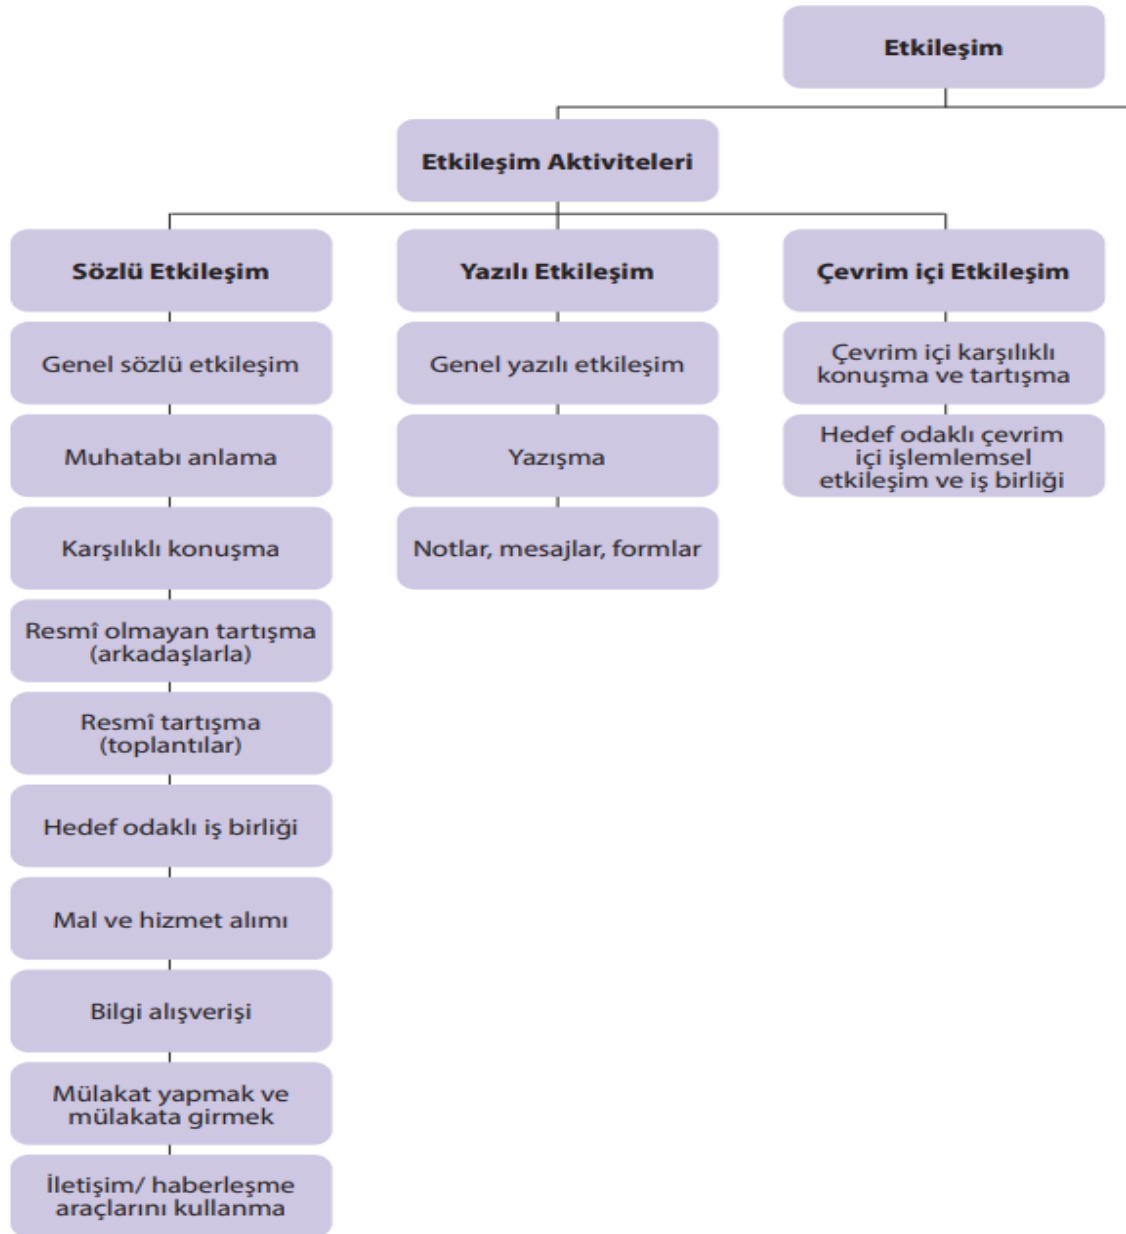 Etkileşim
Etkileşim Aktiviteleri
Sözlü Etkileşim
Genel sözlü etkileşim
Muhatabı anlama
Karşılıklı konuşma
Resmî olmayan tartışma
(arkadaşlarla)
Resmî tartışma
(toplantılar)
Hedef odaklı iş birliği
Mal ve hizmet alımı
Bilgi alışverişi
Mülakat yapmak ve
mülakata girmek
İletişim/ haberleşme
araçlarını kullanma
Yazılı Etkileşim
Genel yazılı etkileşim
Yazışma
Notlar, mesajlar, formlar
Çevrim içi Etkileşim
Çevrim içi karşılıklı
konuşma ve tartışma
Hedef odaklı çevrim
içi işlemlemsel
etkileşim ve iş birliği